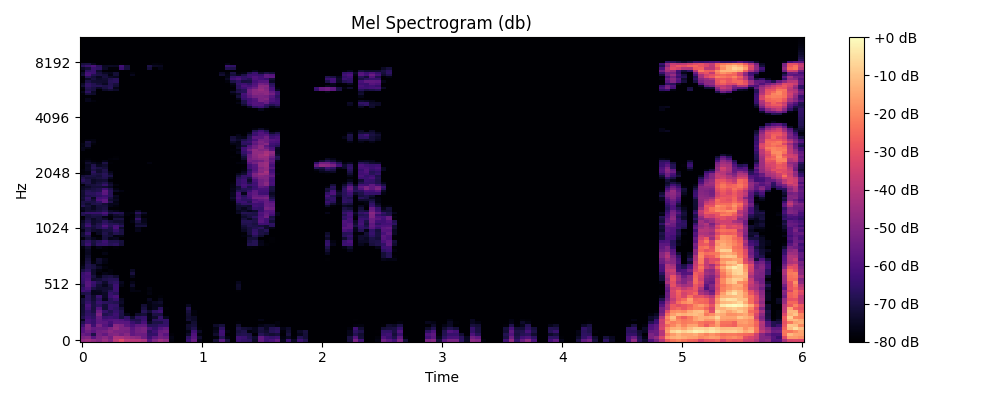 Mel Spectrogram (db)
8192
4096
2048
1024
512
0
Hz
0 1 2 3 4 5 6
Time
+0 dB
-10 dB
-20 dB
-30 dB
-40 dB
-50 dB
-60 dB
-70 dB
-80 dB